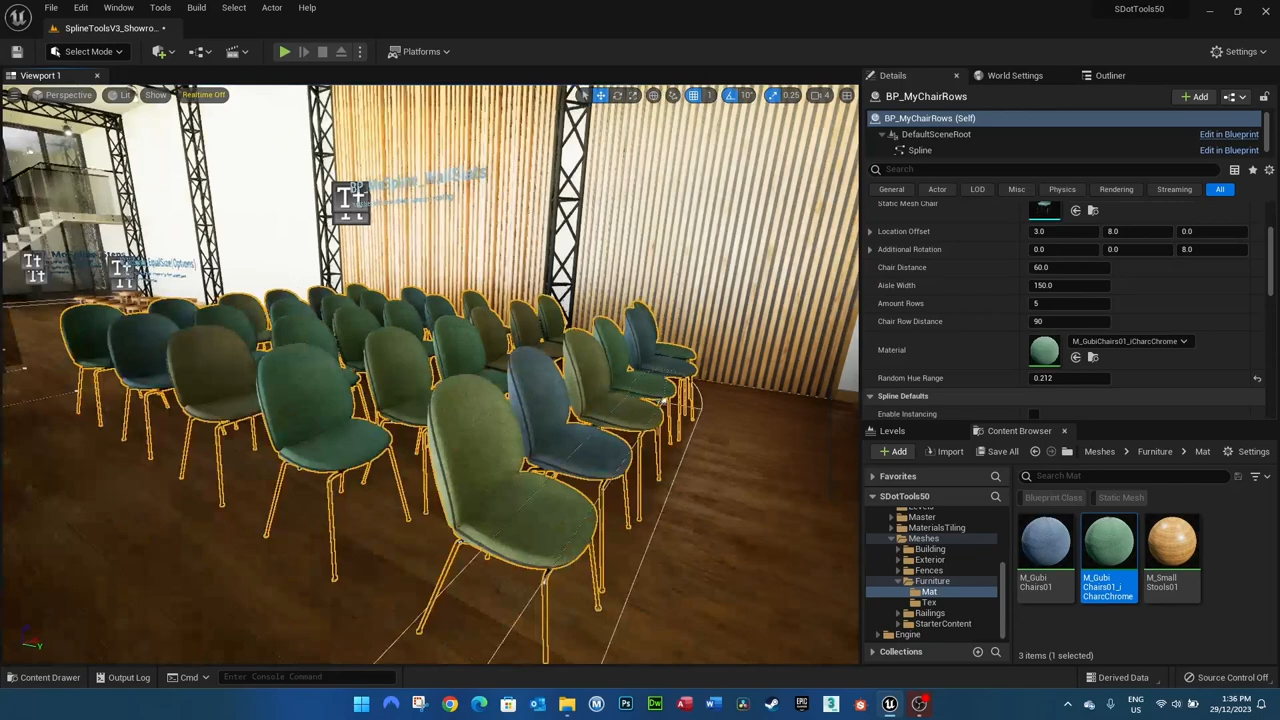 File Edit Window Tools Build Select Actor Help SDotTools50
SplineToolsV3_Showro...
Select Mode Platforms Settings
Viewport 1 Details World Settings Outliner
Perspective Lit Show Realtime Off 1 10° 0.25 4
BP_MyChairRows Add
BP_MyChairRows (Self)
DefaultSceneRoot Edit in Blueprint
Spline Edit in Blueprint
Search
General Actor LOD Misc Physics Rendering Streaming All
Static Mesh Chair
Location Offset 3.0 8.0 0.0
Additional Rotation 0.0 0.0 8.0
Chair Distance 60.0
Aisle Width 150.0
Amount Rows 5
Chair Row Distance 90
Material M_GubiChairs01_iCharcChrome
Random Hue Range 0.212
Spline Defaults
Enable Instancing
Levels Content Browser
Add Import Save All Meshes Furniture Mat Settings
Favorites Search Mat
SDotTools50 Blueprint Class Static Mesh
Master
MaterialsTiling
Meshes
Building
Exterior
Fences
Furniture
Mat
Tex
Railings
StarterContent
Engine
M_Gubi
Chairs01
M_Gubi
Chairs01_i
CharcChrome
M_Small
Stools01
Collections 3 items (1 selected)
Content Drawer Output Log Cmd Enter Console Command Derived Data Source Control Off
ENG
US
1:36 PM
29/12/2023